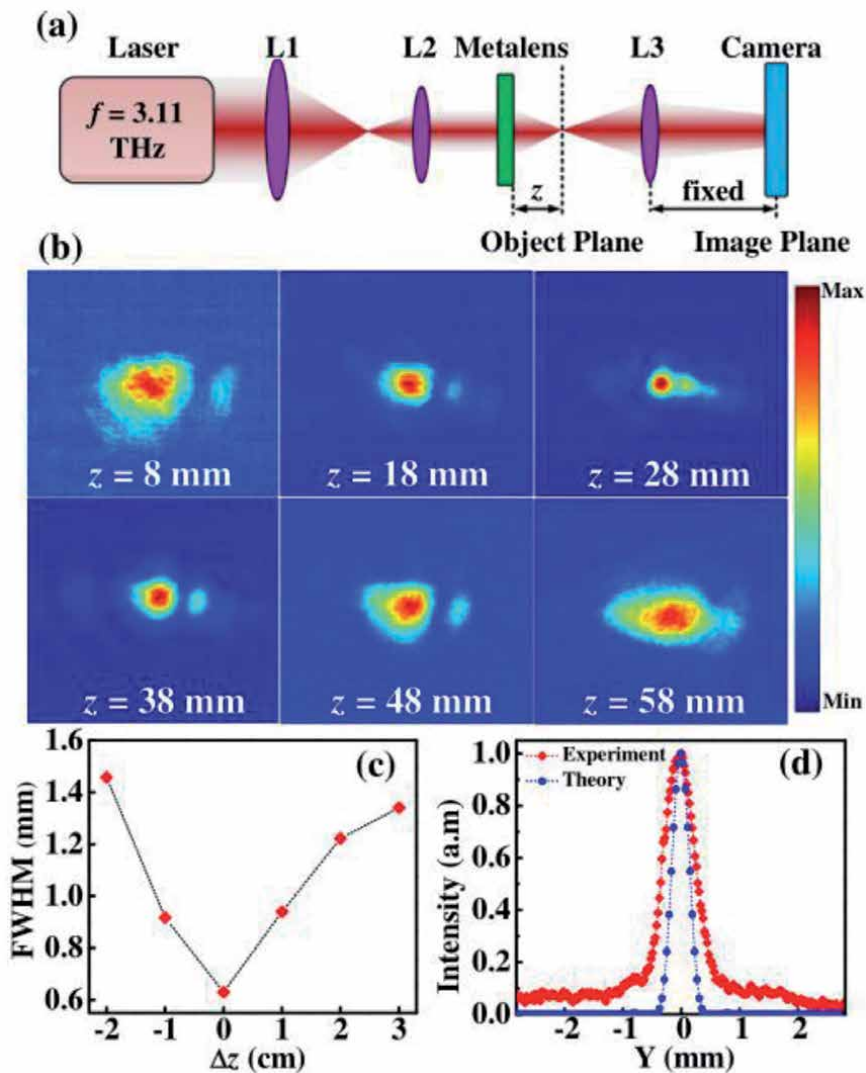 (a)
Laser L1 L2 Metalens L3 Camera
f = 3.11
THz
z fixed
Object Plane Image Plane
(b)
Max
z = 8 mm z = 18 mm z = 28 mm
z = 38 mm z = 48 mm z = 58 mm
Min
(c)
FWHM (mm)
1.6
1.4
1.2
1.0
0.8
0.6
-2 -1 0 1 2 3
Δz (cm)
(d)
Experiment
Theory
Intensity (a.m)
1.0
0.8
0.6
0.4
0.2
0.0
-2 -1 0 1 2
Y (mm)